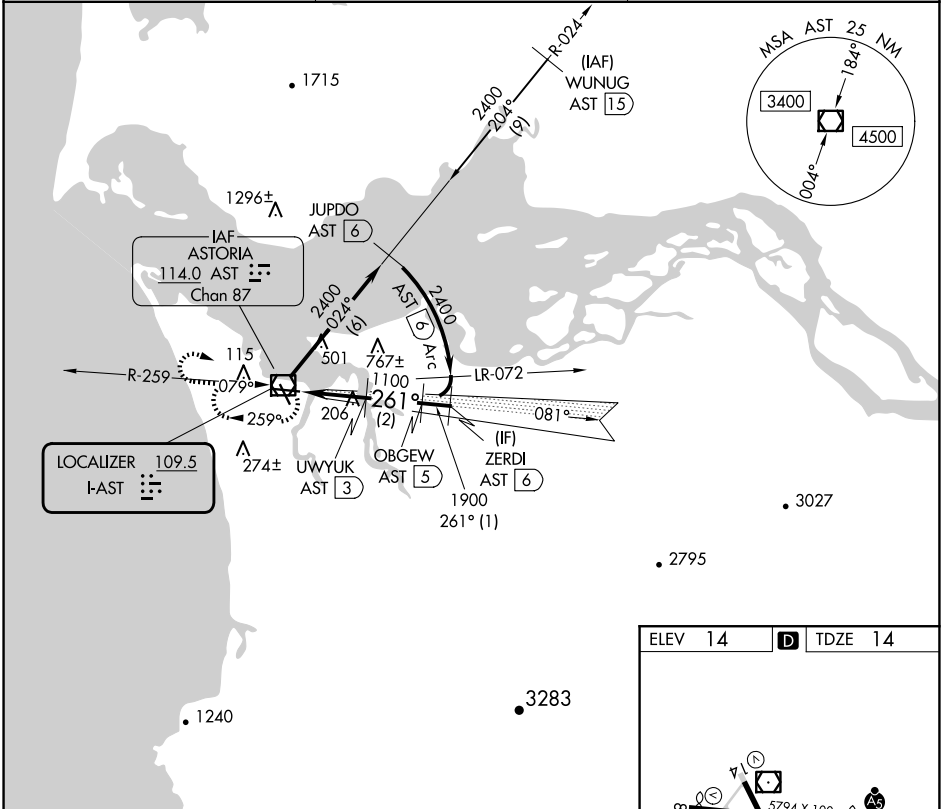 MSA AST 25 NM
184°
3400
4500
004°
R-024
(IAF)
WUNUG
AST 15
2400
204°
(9)
1715
1296±
JUPDO
AST 6
IAF
ASTORIA
114.0 AST
Chan 87
2400
024°
(6)
2400
AST 6 Arc
115
501
767±
1100
R-259
079°
LR-072
259°
206
261°
(2)
081°
LOCALIZER 109.5
I-AST
274±
UWYUK
AST 3
OBGEW
AST 5
(IF)
ZERDI
AST 6
1900
261° (1)
3027
2795
3283
1240
ELEV 14
D
TDZE 14
14
V
V
5794 X 100
A5
8